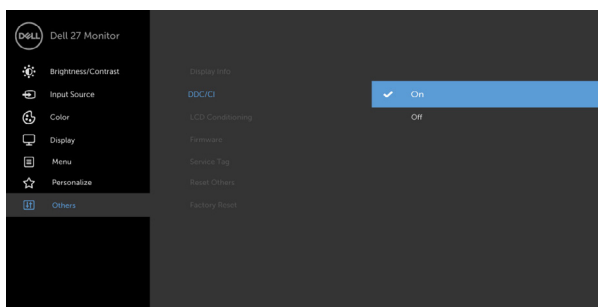 DELL
Dell 27 Monitor
Brightness/Contrast
Input Source
Color
Display
Menu
Personalize
Others
Display Info
DDC/CI
LCD Conditioning
Firmware
Service Tag
Reset Others
Factory Reset
On
Off